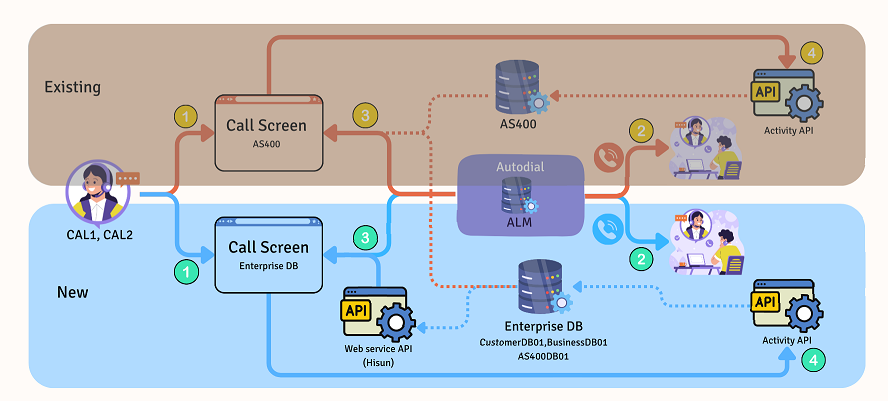 Existing
1
Call Screen
AS400
3
AS400
2
4
API
Activity API
Autodial
ALM
CAL1, CAL2
New
1
Call Screen
Enterprise DB
3
2
API
Web service API
(Hisun)
Enterprise DB
CustomerDB01,BusinessDB01
AS400DB01
API
Activity API
4